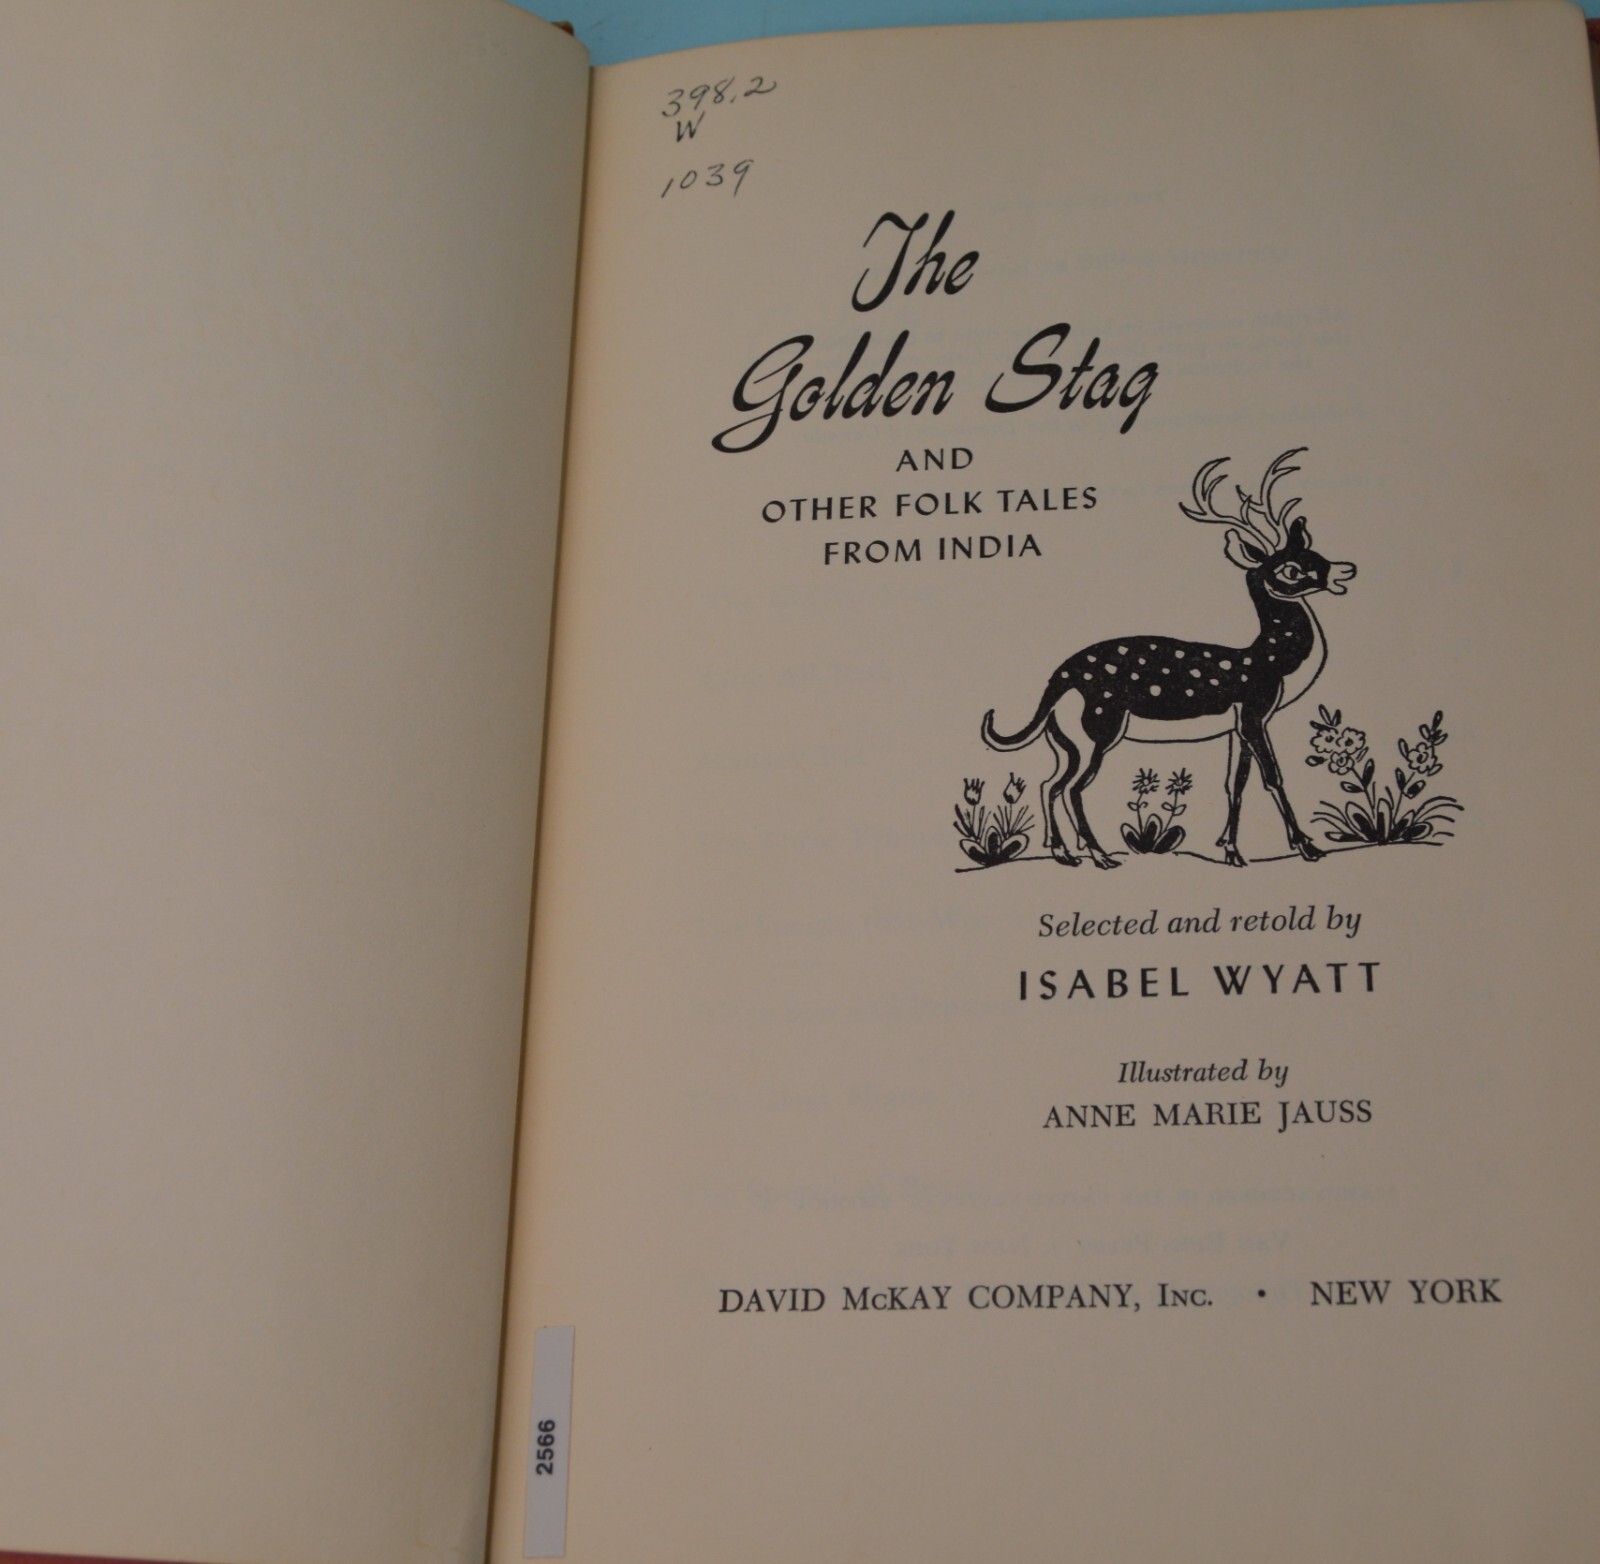 398.2
W
1039
The
Golden Stag
AND
OTHER FOLK TALES
FROM INDIA
Selected and retold by
ISABEL WYATT
Illustrated by
ANNE MARIE JAUSS
DAVID McKAY COMPANY, INC. • NEW YORK
2566